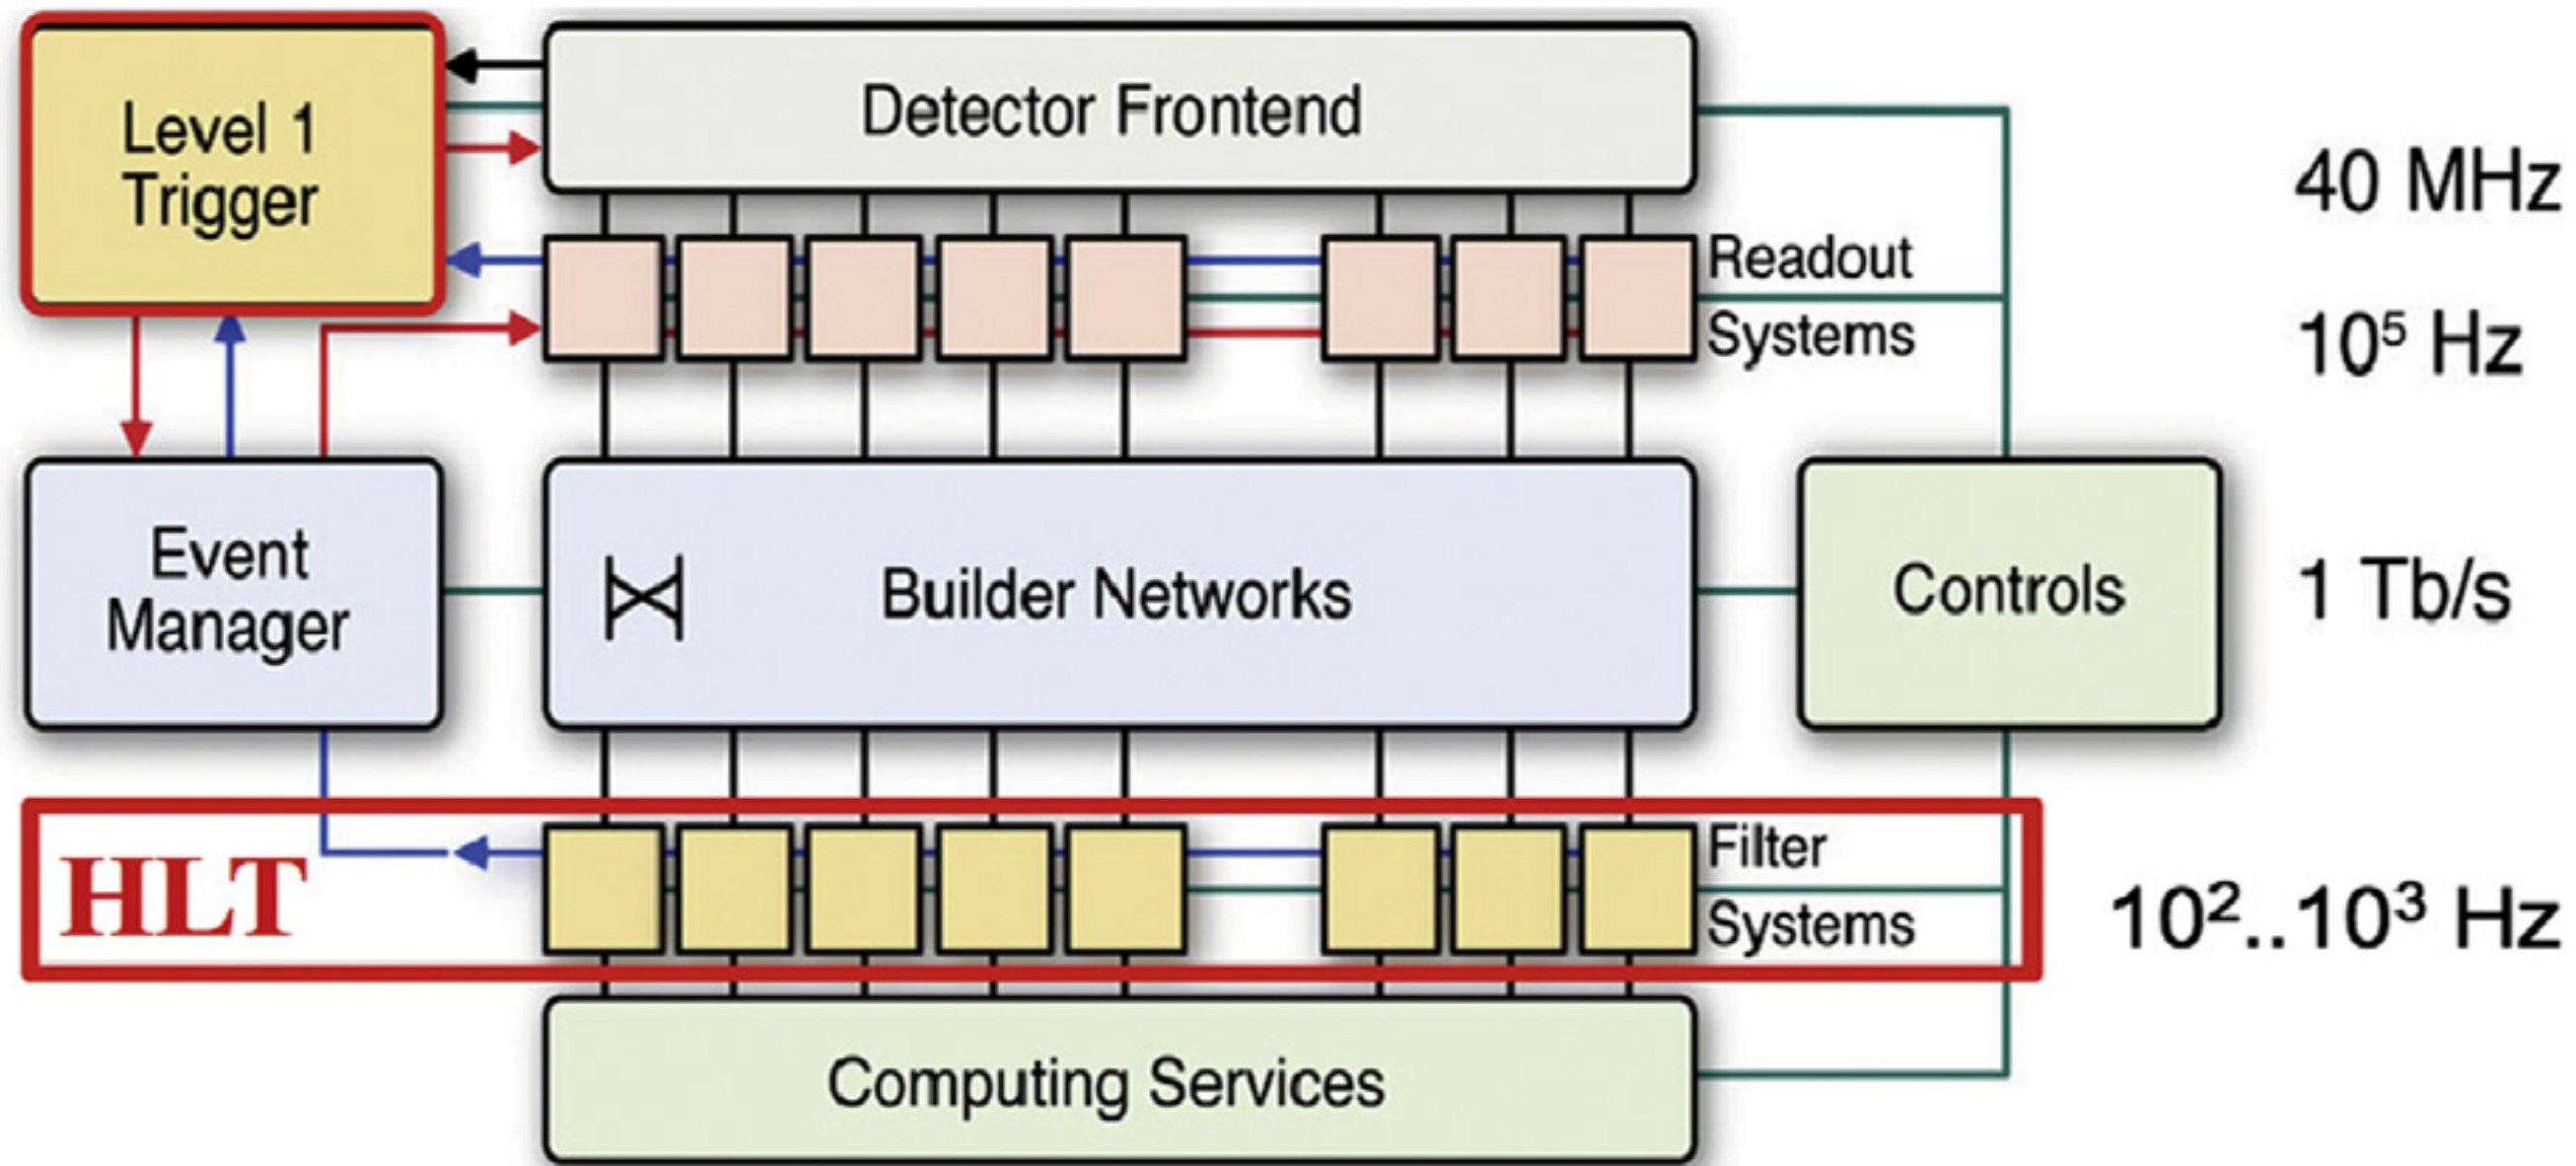 Level 1
Trigger
Detector Frontend
40 MHz
Readout
Systems
10⁵ Hz
Event
Manager
Builder Networks
Controls
1 Tb/s
HLT
Filter
Systems
10²..10³ Hz
Computing Services